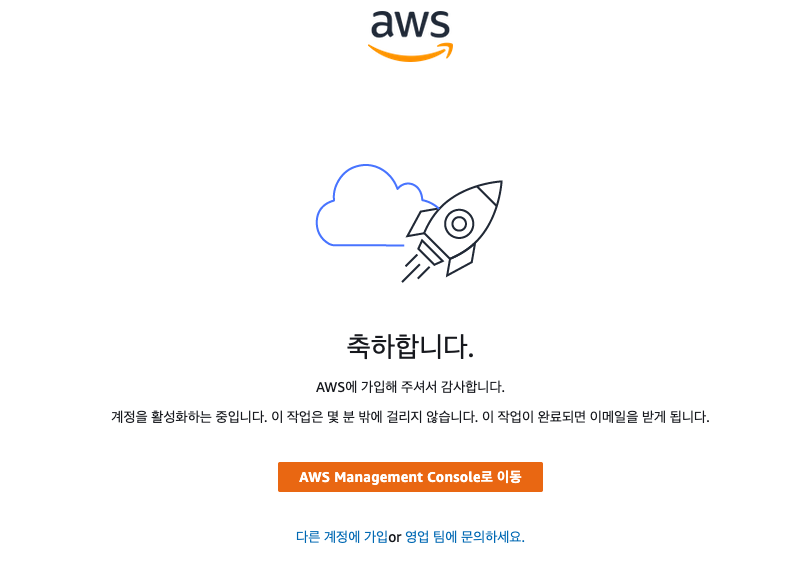 aws
축하합니다.
AWS에 가입해 주셔서 감사합니다.
계정을 활성화하는 중입니다. 이 작업은 몇 분 밖에 걸리지 않습니다. 이 작업이 완료되면 이메일을 받게 됩니다.
AWS Management Console로 이동
다른 계정에 가입or 영업 팀에 문의하세요.